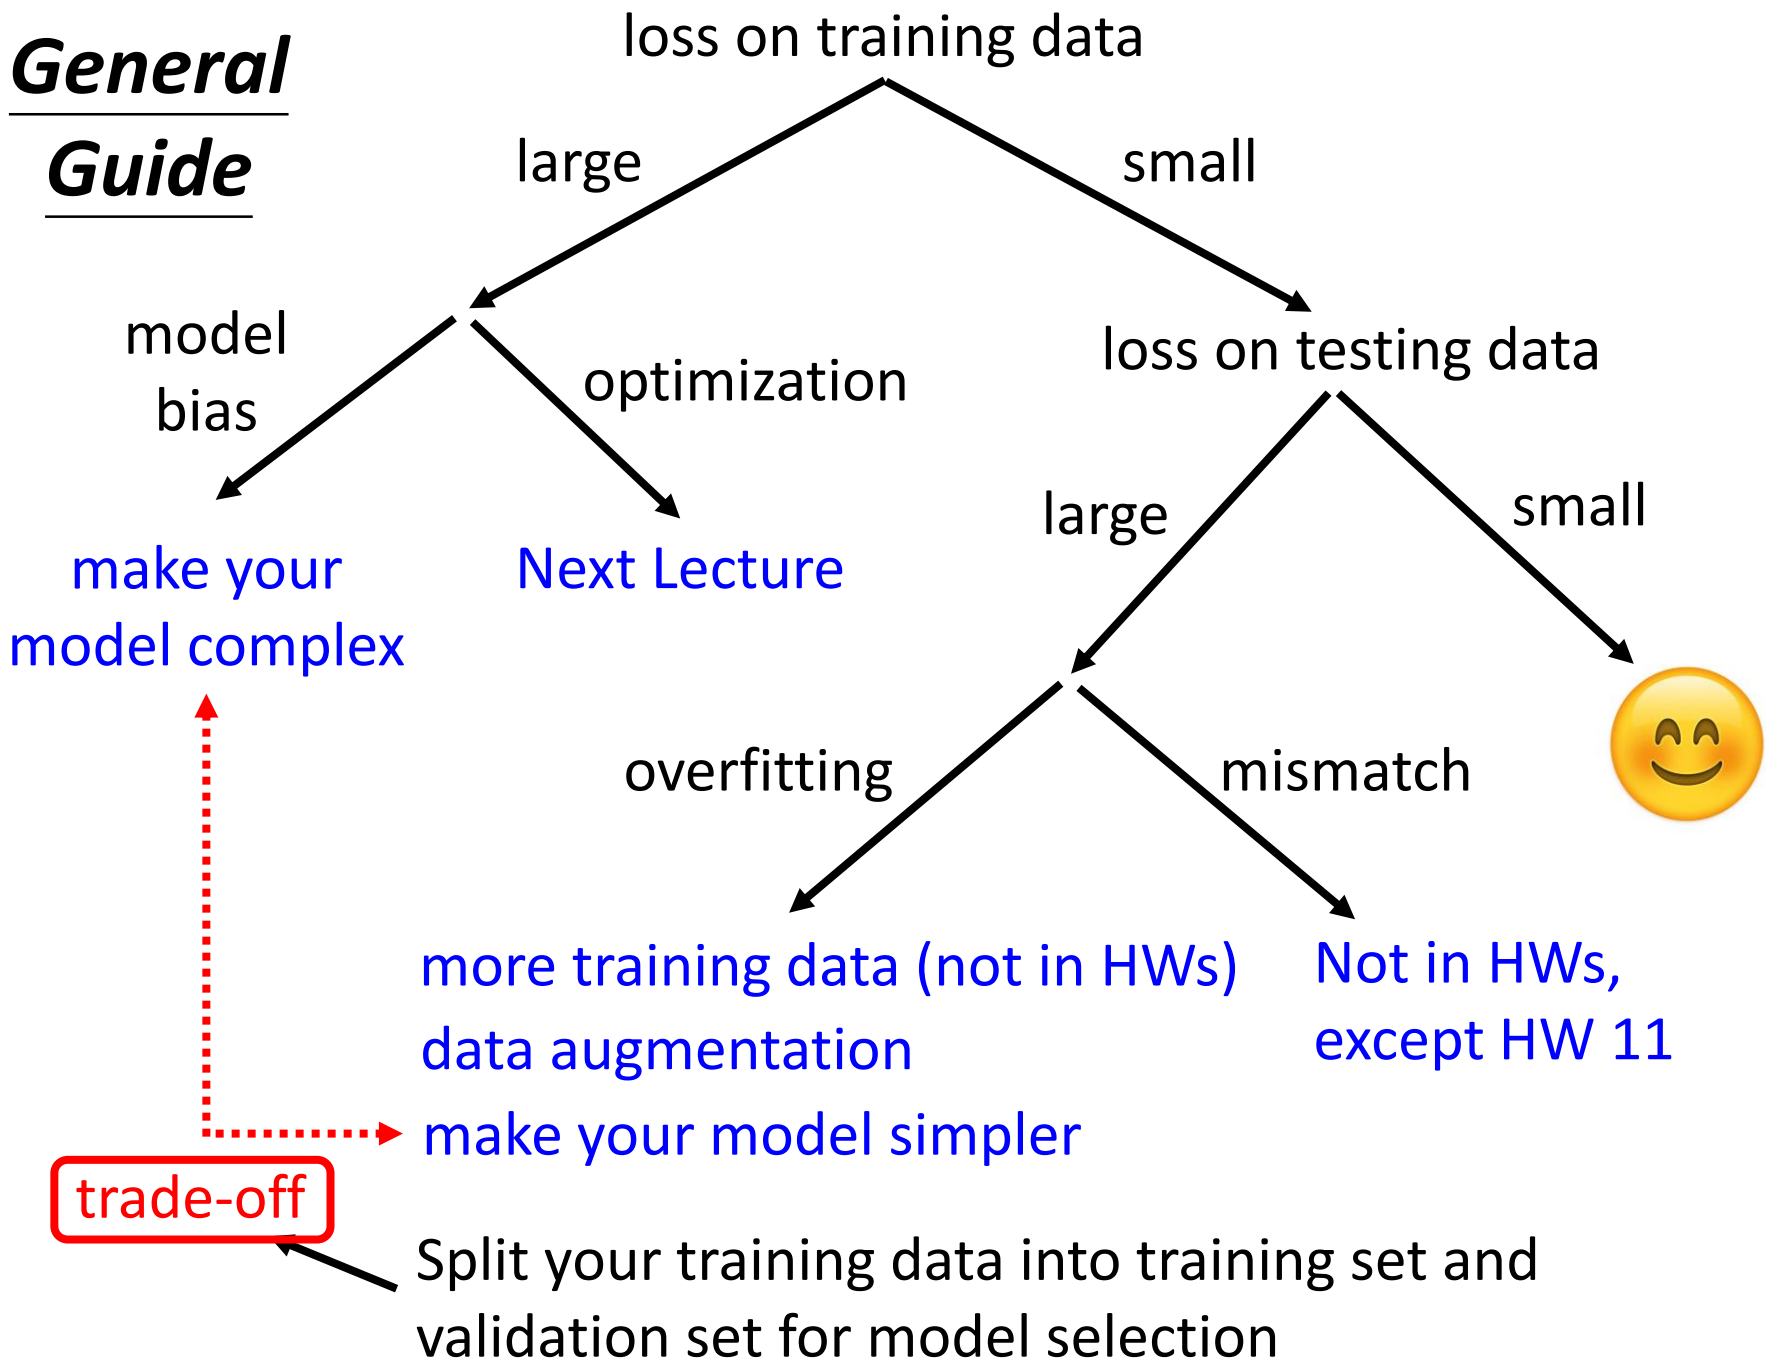 General
Guide
loss on training data
large
small
model
bias
optimization
loss on testing data
make your
model complex
Next Lecture
large
small
overfitting
mismatch
more training data (not in HWs)
data augmentation
make your model simpler
Not in HWs,
except HW 11
trade-off
Split your training data into training set and
validation set for model selection